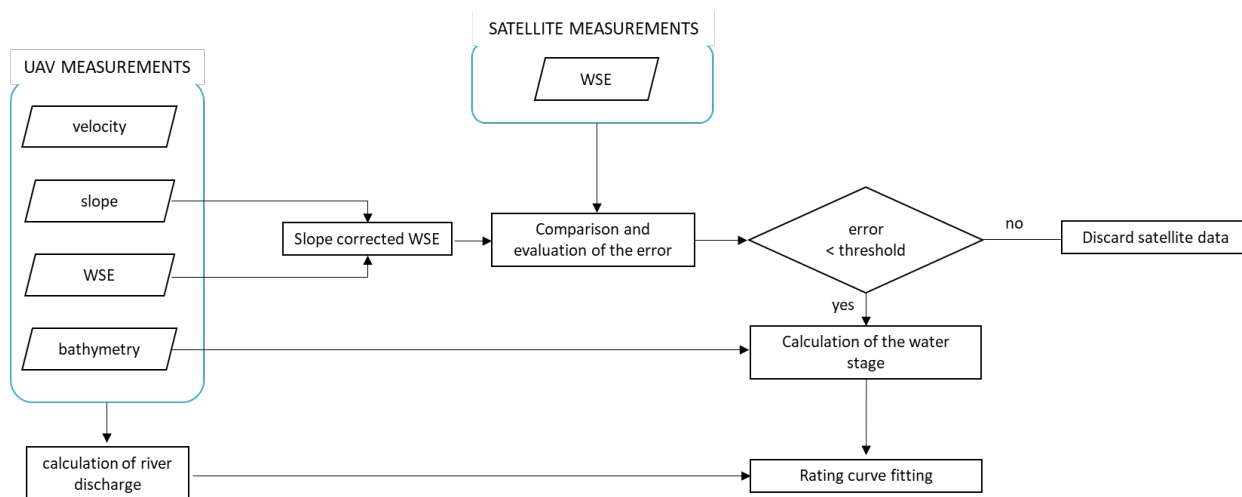 SATELLITE MEASUREMENTS
WSE
UAV MEASUREMENTS
velocity
slope
WSE
bathymetry
Slope corrected WSE
Comparison and
evaluation of the error
error
< threshold
no
Discard satellite data
yes
Calculation of the water
stage
calculation of river
discharge
Rating curve fitting